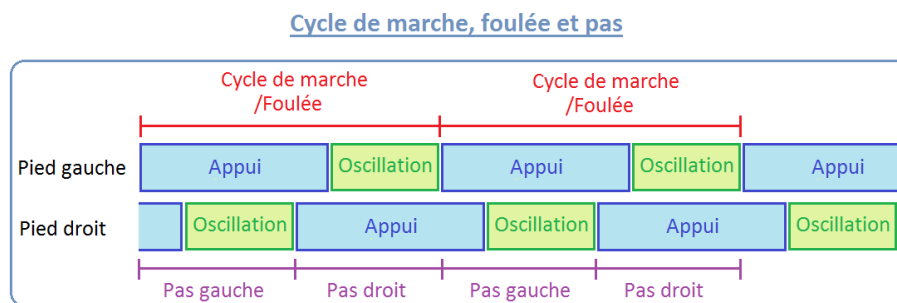 Cycle de marche, foulée et pas
Cycle de marche
/Foulée
Cycle de marche
/Foulée
Pied gauche
Appui
Oscillation
Appui
Oscillation
Appui
Pied droit
Oscillation
Appui
Oscillation
Appui
Oscillation
Pas gauche
Pas droit
Pas gauche
Pas droit